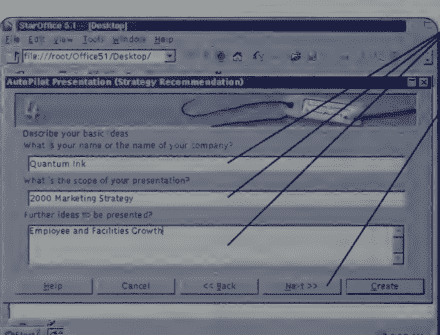 StarOffice 5.1 - [Desktop]
File Edit View Tools Window Help
file:///root/Office51/Desktop/
AutoPilot Presentation (Strategy Recommendation)
Describe your basic ideas
What is your name or the name of your company?
Quantum Ink
What is the scope of your presentation?
2000 Marketing Strategy
Further ideas to be presented?
Employee and Facilities Growth
Help Cancel << Back Next >> Create
Start